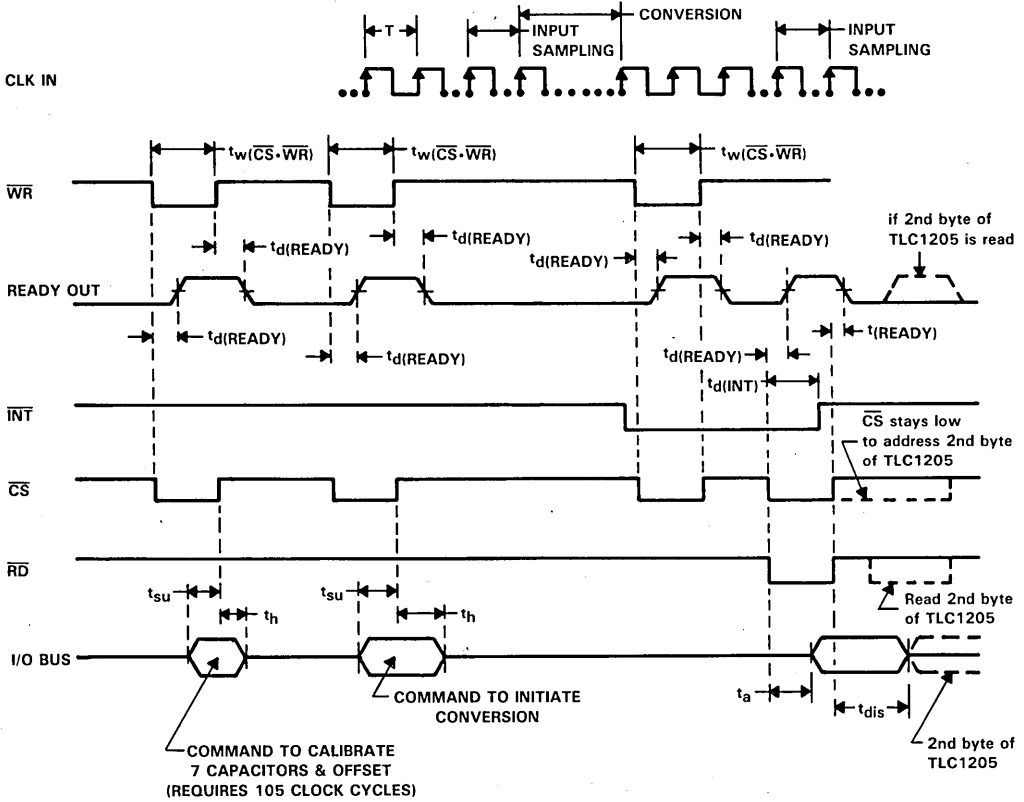 CONVERSION
T
INPUT
SAMPLING
INPUT
SAMPLING
CLK IN
tw(CS·WR)
tw(CS·WR)
tw(CS·WR)
WR
td(READY)
td(READY)
td(READY)
td(READY)
if 2nd byte of
TLC1205 is read
READY OUT
td(READY)
td(READY)
td(READY)
t(READY)
td(INT)
INT
CS stays low
to address 2nd byte
of TLC1205
CS
RD
tsu
th
tsu
th
Read 2nd byte
of TLC1205
I/O BUS
COMMAND TO INITIATE
CONVERSION
ta
tdis
COMMAND TO CALIBRATE
7 CAPACITORS & OFFSET
(REQUIRES 105 CLOCK CYCLES)
2nd byte of
TLC1205